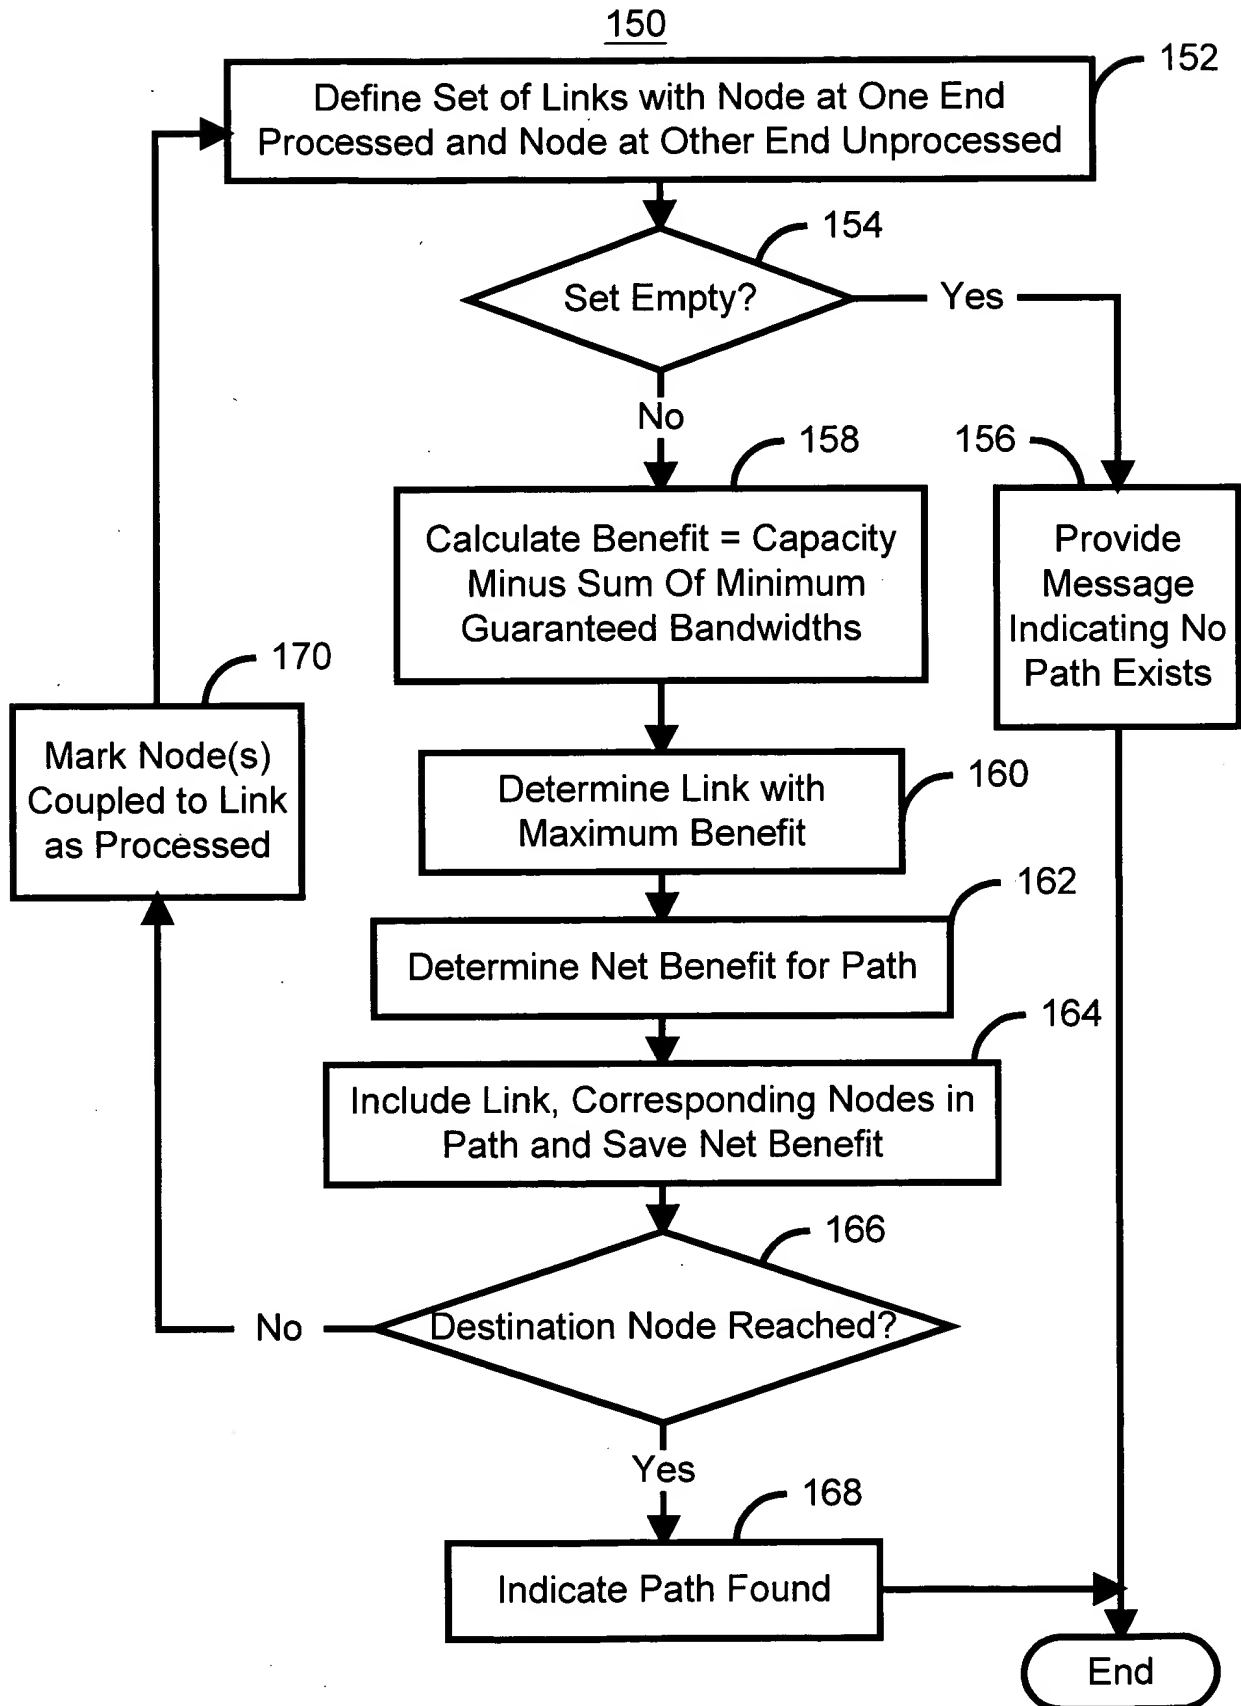 150
152
Define Set of Links with Node at One End
Processed and Node at Other End Unprocessed
154
Set Empty?
Yes
No
158
156
Calculate Benefit = Capacity
Minus Sum Of Minimum
Guaranteed Bandwidths
Provide
Message
Indicating No
Path Exists
170
Mark Node(s)
Coupled to Link
as Processed
160
Determine Link with
Maximum Benefit
162
Determine Net Benefit for Path
164
Include Link, Corresponding Nodes in
Path and Save Net Benefit
166
Destination Node Reached?
No
Yes
168
Indicate Path Found
End